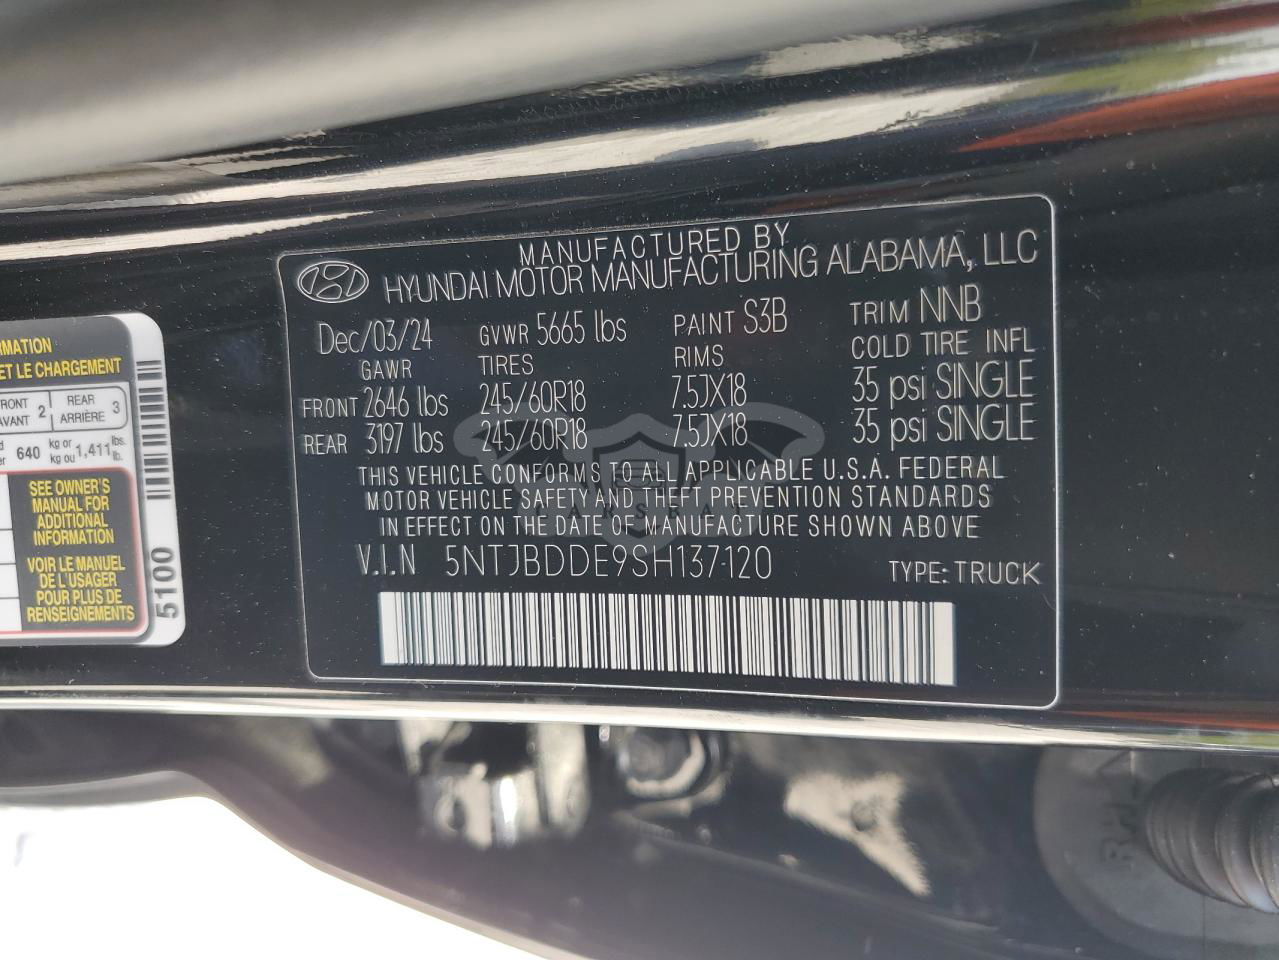 MANUFACTURED BY
HYUNDAI MOTOR MANUFACTURING ALABAMA, LLC
Dec/03/24 GVWR 5665 lbs PAINT S3B TRIM NNB
GAWR TIRES RIMS COLD TIRE INFL
FRONT 2646 lbs 245/60R18 7.5JX18 35 psi SINGLE
REAR 3197 lbs 245/60R18 7.5JX18 35 psi SINGLE
THIS VEHICLE CONFORMS TO ALL APPLICABLE U.S.A. FEDERAL
MOTOR VEHICLE SAFETY AND THEFT PREVENTION STANDARDS
IN EFFECT ON THE DATE OF MANUFACTURE SHOWN ABOVE
V.I.N 5NTJBDDE9SH137120 TYPE: TRUCK
ET LE CHARGEMENT
2 REAR 3
ARRIÈRE
640 kg or 1,411 lbs.
kg ou lb.
SEE OWNER'S
MANUAL FOR
ADDITIONAL
INFORMATION
VOIR LE MANUEL
DE L'USAGER
POUR PLUS DE
RENSEIGNEMENTS
5100
CARSRAT